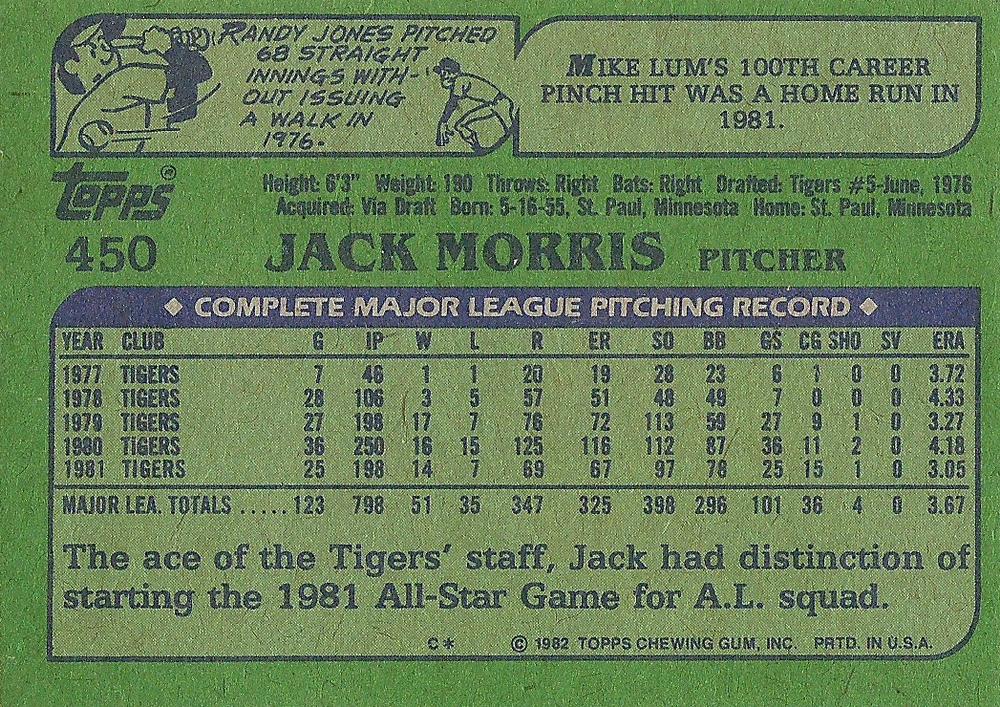 RANDY JONES PITCHED
68 STRAIGHT
INNINGS WITH-
OUT ISSUING
A WALK IN
1976.
MIKE LUM'S 100TH CAREER
PINCH HIT WAS A HOME RUN IN
1981.
TOPPS®
Height: 6'3" Weight: 190 Throws: Right Bats: Right Drafted: Tigers #5-June, 1976
Acquired: Via Draft Born: 5-16-55, St. Paul, Minnesota Home: St. Paul, Minnesota
450 JACK MORRIS PITCHER
◆ COMPLETE MAJOR LEAGUE PITCHING RECORD ◆
YEAR CLUB G IP W L R ER SO BB GS CG SHO SV ERA
1977 TIGERS 7 46 1 1 20 19 28 23 6 1 0 0 3.72
1978 TIGERS 28 106 3 5 57 51 48 49 7 0 0 0 4.33
1979 TIGERS 27 198 17 7 76 72 113 59 27 9 1 0 3.27
1980 TIGERS 36 250 16 15 125 116 112 87 36 11 2 0 4.18
1981 TIGERS 25 198 14 7 69 67 97 78 25 15 1 0 3.05
MAJOR LEA. TOTALS .....123 798 51 35 347 325 398 296 101 36 4 0 3.67
The ace of the Tigers' staff, Jack had distinction of
starting the 1981 All-Star Game for A.L. squad.
C* © 1982 TOPPS CHEWING GUM, INC. PRTD. IN U.S.A.